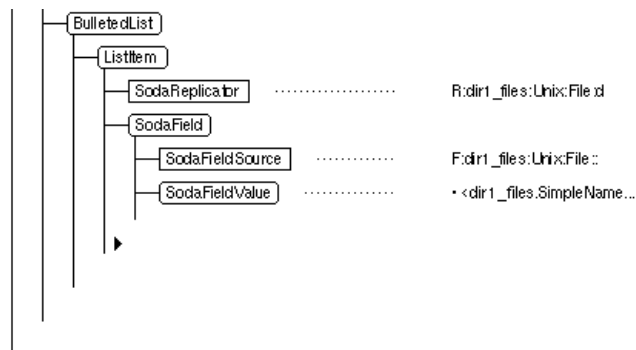 BulletedList
ListItem
SodaReplicator R:dir1_files:Unix:File:d
SodaField
SodaFieldSource F:dir1_files:Unix:File::
SodaFieldValue • <dir1_files.SimpleName...